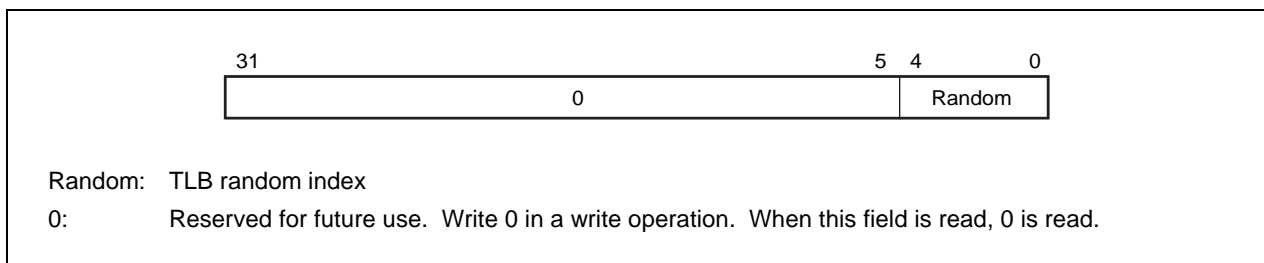 31 5 4 0
0 Random
Random: TLB random index
0: Reserved for future use. Write 0 in a write operation. When this field is read, 0 is read.